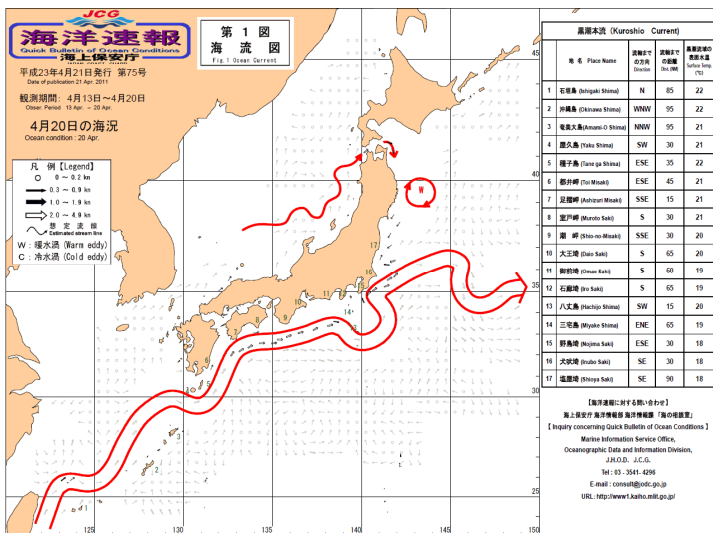 JCG
海洋速報
Quick Bulletin of Ocean Conditions
海上保安庁
JAPAN COAST GUARD
平成23年4月21日発行 第75号
Date of publication 21 Apr. 2011
観測期間: 4月13日～4月20日
Obser. Period 13 Apr. – 20 Apr.
4月20日の海況
Ocean condition : 20 Apr.
第1図
海流図
Fig.1 Ocean Current
凡 例【Legend】
0 ～ 0.2 kn
0.3 ～ 0.9 kn
1.0 ～ 1.9 kn
2.0 ～ 4.9 kn
想定流線
Estimated stream line
W : 暖水渦 (Warm eddy)
C : 冷水渦 (Cold eddy)
W
45
40
35
30
25
125
130
135
140
145
150
1
2
3
5
6
7
8
10
11
12
14
15
16
17
黒潮本流 (Kuroshio Current)
地 名 Place Name 流軸までの方向 Direction 流軸までの距離 Dist. (NM) 黒潮流域の表面水温 Surface Temp. (℃)
1 石垣島 (Ishigaki Shima) N 85 22
2 沖縄島 (Okinawa Shima) WNW 95 22
3 奄美大島(Amami-O Shima) NNW 95 21
4 屋久島 (Yaku Shima) SW 30 21
5 種子島 (Tane ga Shima) ESE 35 22
6 都井岬 (Toi Misaki) ESE 45 21
7 足摺岬 (Ashizuri Misaki) SSE 15 21
8 室戸岬 (Muroto Saki) S 30 21
9 潮 岬 (Shio-no-Misaki) SSE 30 20
10 大王埼 (Daio Saki) S 65 20
11 御前埼 (Omae Saki) S 60 19
12 石廊埼 (Iro Saki) S 65 19
13 八丈島 (Hachijo Shima) SW 15 20
14 三宅島 (Miyake Shima) ENE 65 19
15 野島埼 (Nojima Saki) ESE 30 18
16 犬吠埼 (Inubo Saki) SE 30 18
17 塩屋埼 (Shioya Saki) SE 90 18
【海洋速報に対する問い合わせ】
海上保安庁 海洋情報部 海洋情報課 「海の相談室」
【 Inquiry concerning Quick Bulletin of Ocean Conditions 】
Marine Information Service Office,
Oceanographic Data and Information Division,
J.H.O.D. J.C.G.
Tel : 03 - 3541- 4296
E-mail : consult@jodc.go.jp
URL: http://www1.kaiho.mlit.go.jp/